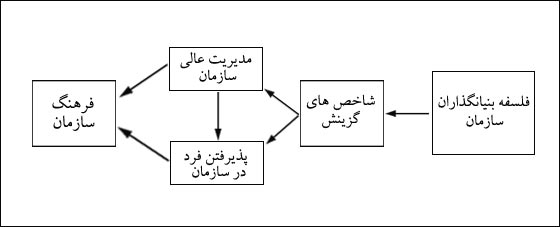 فلسفه بنیانگذاران
سازمان
شاخص های
گزینش
مدیریت عالی
سازمان
پذیرفتن فرد
در سازمان
فرهنگ
سازمان